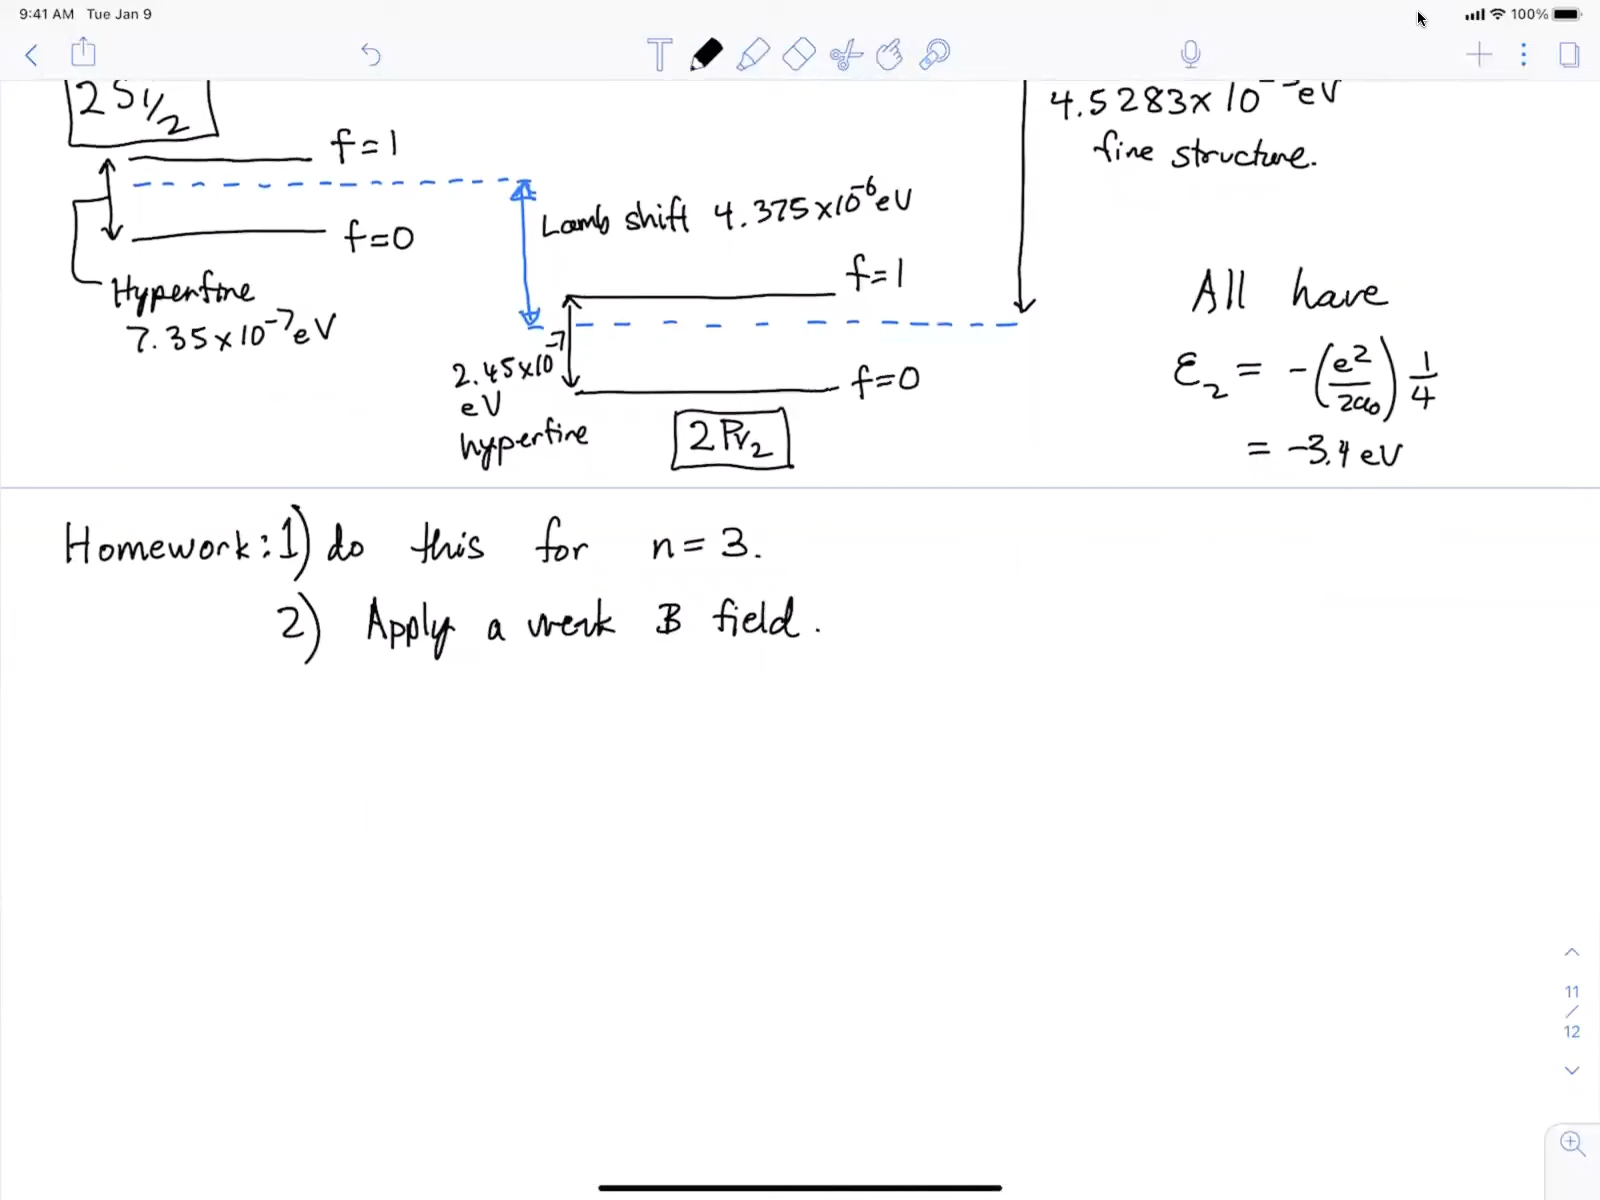 9:41 AM Tue Jan 9
100%
T
2S1/2
f=1
f=0
Hyperfine
7.35x10⁻⁷eV
Lamb shift 4.375x10⁻⁶eV
f=1
2.45x10⁻⁷
eV
hyperfine
f=0
2P1/2
4.5283x10⁻⁵eV
fine structure.
All have
ε₂ = -(e²/2a₀) 1/4
= -3.4 eV
Homework: 1) do this for n=3.
2) Apply a weak B field.
11
/
12